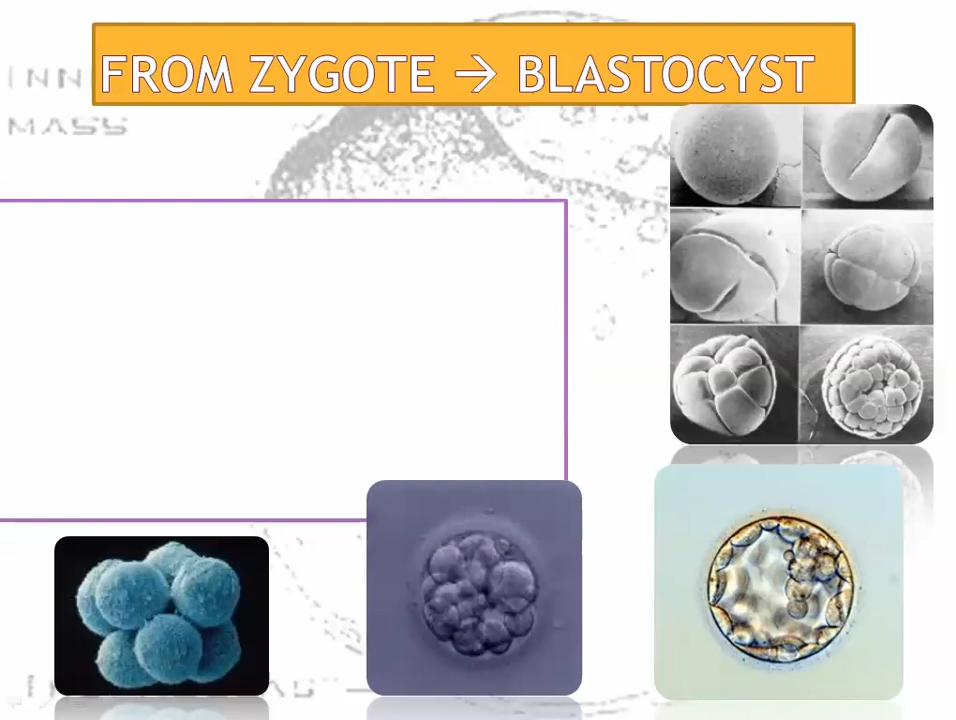 FROM ZYGOTE → BLASTOCYST
INN
MASS